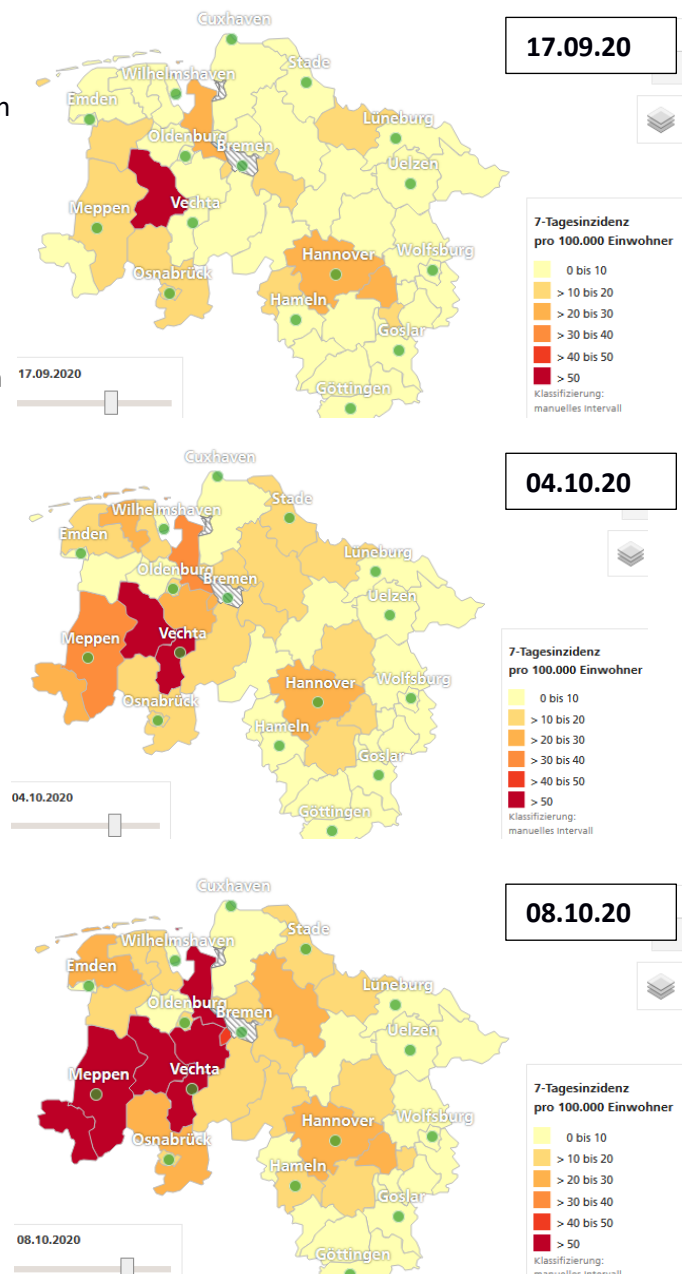 17.09.20
Cuxhaven
Stade
Wilhelmshaven
Emden
n
Lüneburg
Oldenburg
Bremen
Uelzen
Meppen
Vechta
7-Tagesinzidenz
pro 100.000 Einwohner
0 bis 10
> 10 bis 20
> 20 bis 30
> 30 bis 40
> 40 bis 50
> 50
Klassifizierung:
manuelles Intervall
Hannover
Wolfsburg
Osnabrück
Hameln
Goslar
17.09.2020
n
Göttingen
04.10.20
Cuxhaven
Stade
Wilhelmshaven
Emden
Lüneburg
Oldenburg
Bremen
Uelzen
Meppen
Vechta
7-Tagesinzidenz
pro 100.000 Einwohner
0 bis 10
> 10 bis 20
> 20 bis 30
> 30 bis 40
> 40 bis 50
> 50
Klassifizierung:
manuelles Intervall
Hannover
Wolfsburg
Osnabrück
Hameln
Goslar
04.10.2020
Göttingen
08.10.20
Cuxhaven
Stade
Wilhelmshaven
Emden
Lüneburg
Oldenburg
Bremen
Uelzen
Meppen
Vechta
7-Tagesinzidenz
pro 100.000 Einwohner
0 bis 10
> 10 bis 20
> 20 bis 30
> 30 bis 40
> 40 bis 50
> 50
Klassifizierung:
manuelles Intervall
Hannover
Wolfsburg
Osnabrück
Hameln
Goslar
08.10.2020
Göttingen